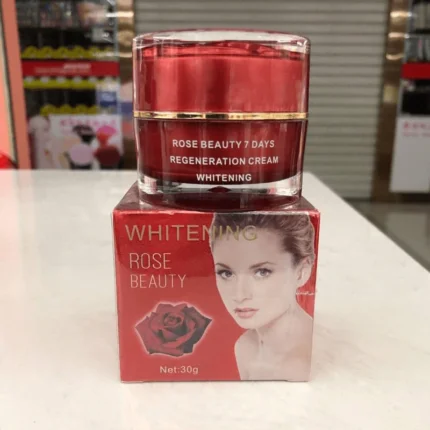 ROSE BEAUTY 7 DAYS
REGENERATION CREAM
WHITENING
WHITENING
ROSE
BEAUTY
Net:30g